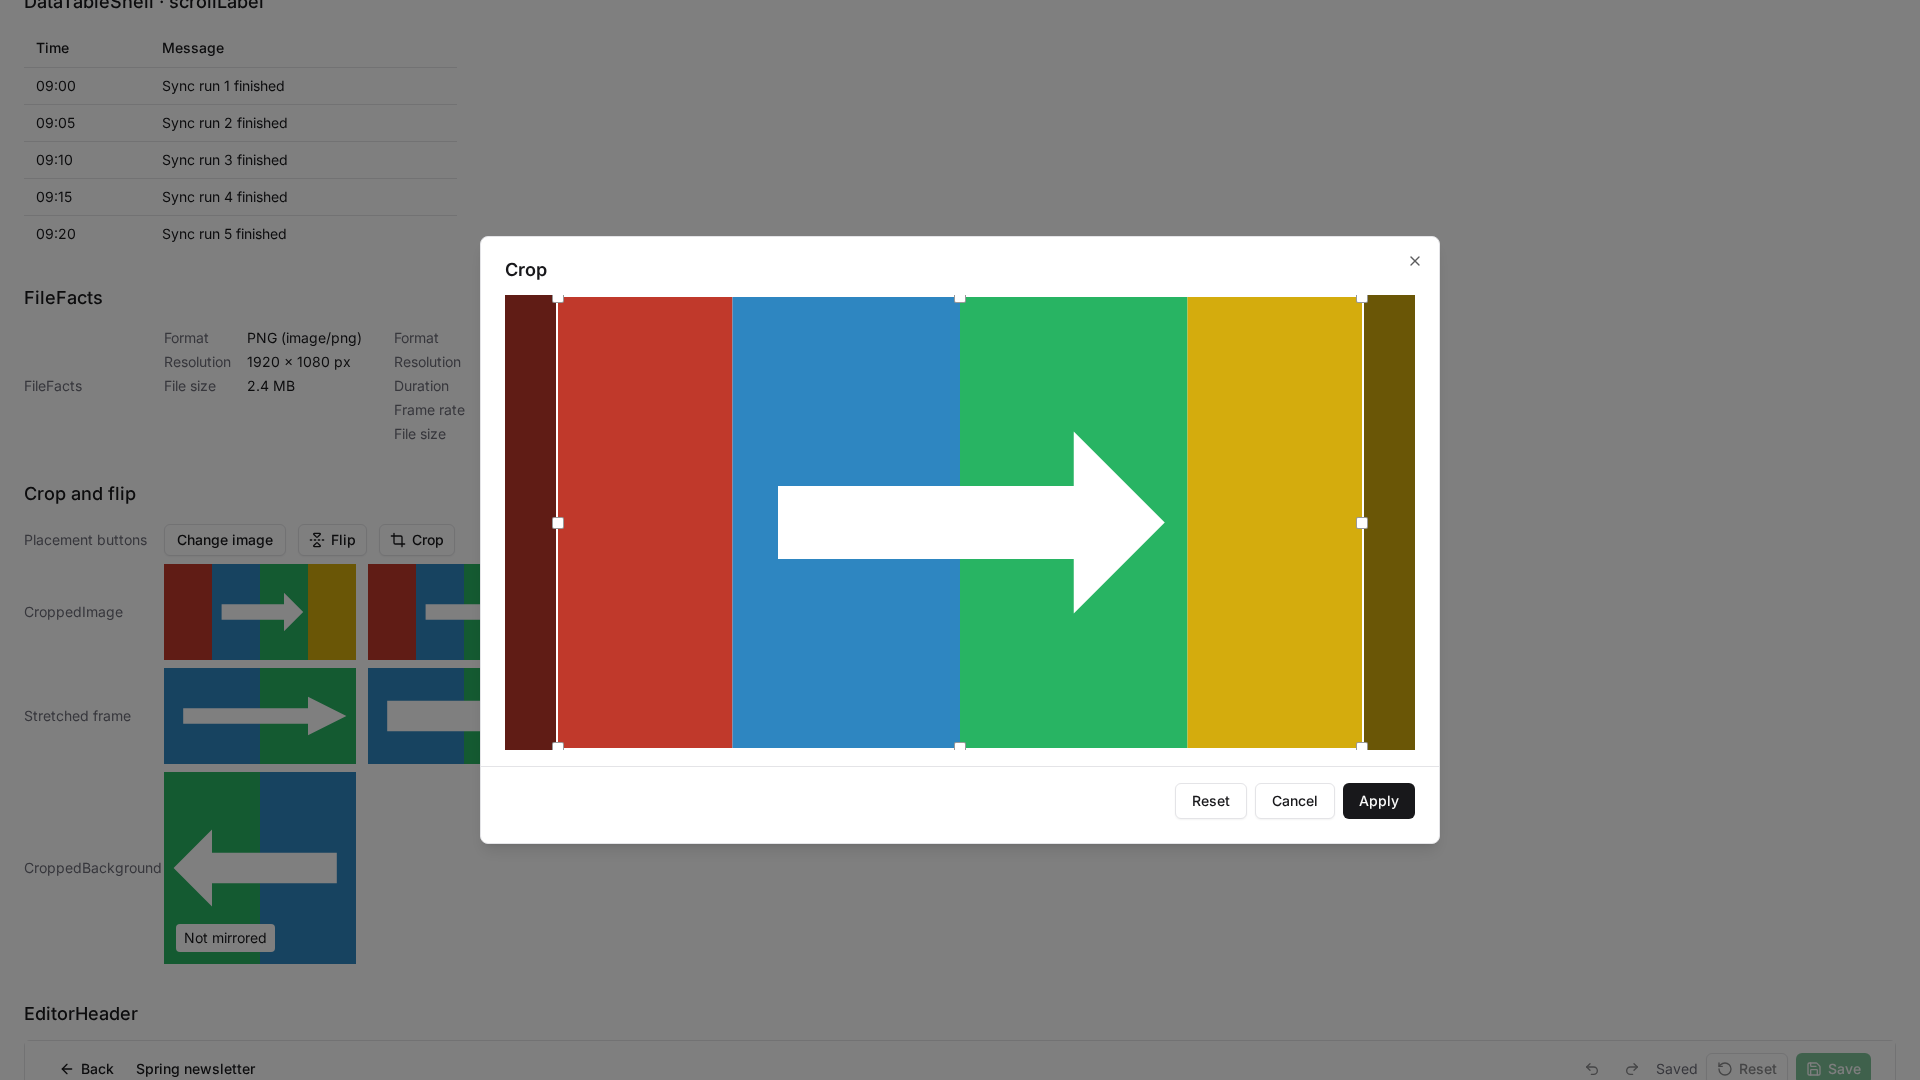 DataTableShell · scrollLabel
Time Message
09:00 Sync run 1 finished
09:05 Sync run 2 finished
09:10 Sync run 3 finished
09:15 Sync run 4 finished
09:20 Sync run 5 finished
FileFacts
Format PNG (image/png) Format
Resolution 1920 × 1080 px Resolution
FileFacts File size 2.4 MB Duration
Frame rate
File size
Crop and flip
Placement buttons Change image Flip Crop
CroppedImage
Stretched frame
CroppedBackground
Not mirrored
EditorHeader
Back Spring newsletter Saved Reset Save
Crop
Reset Cancel Apply